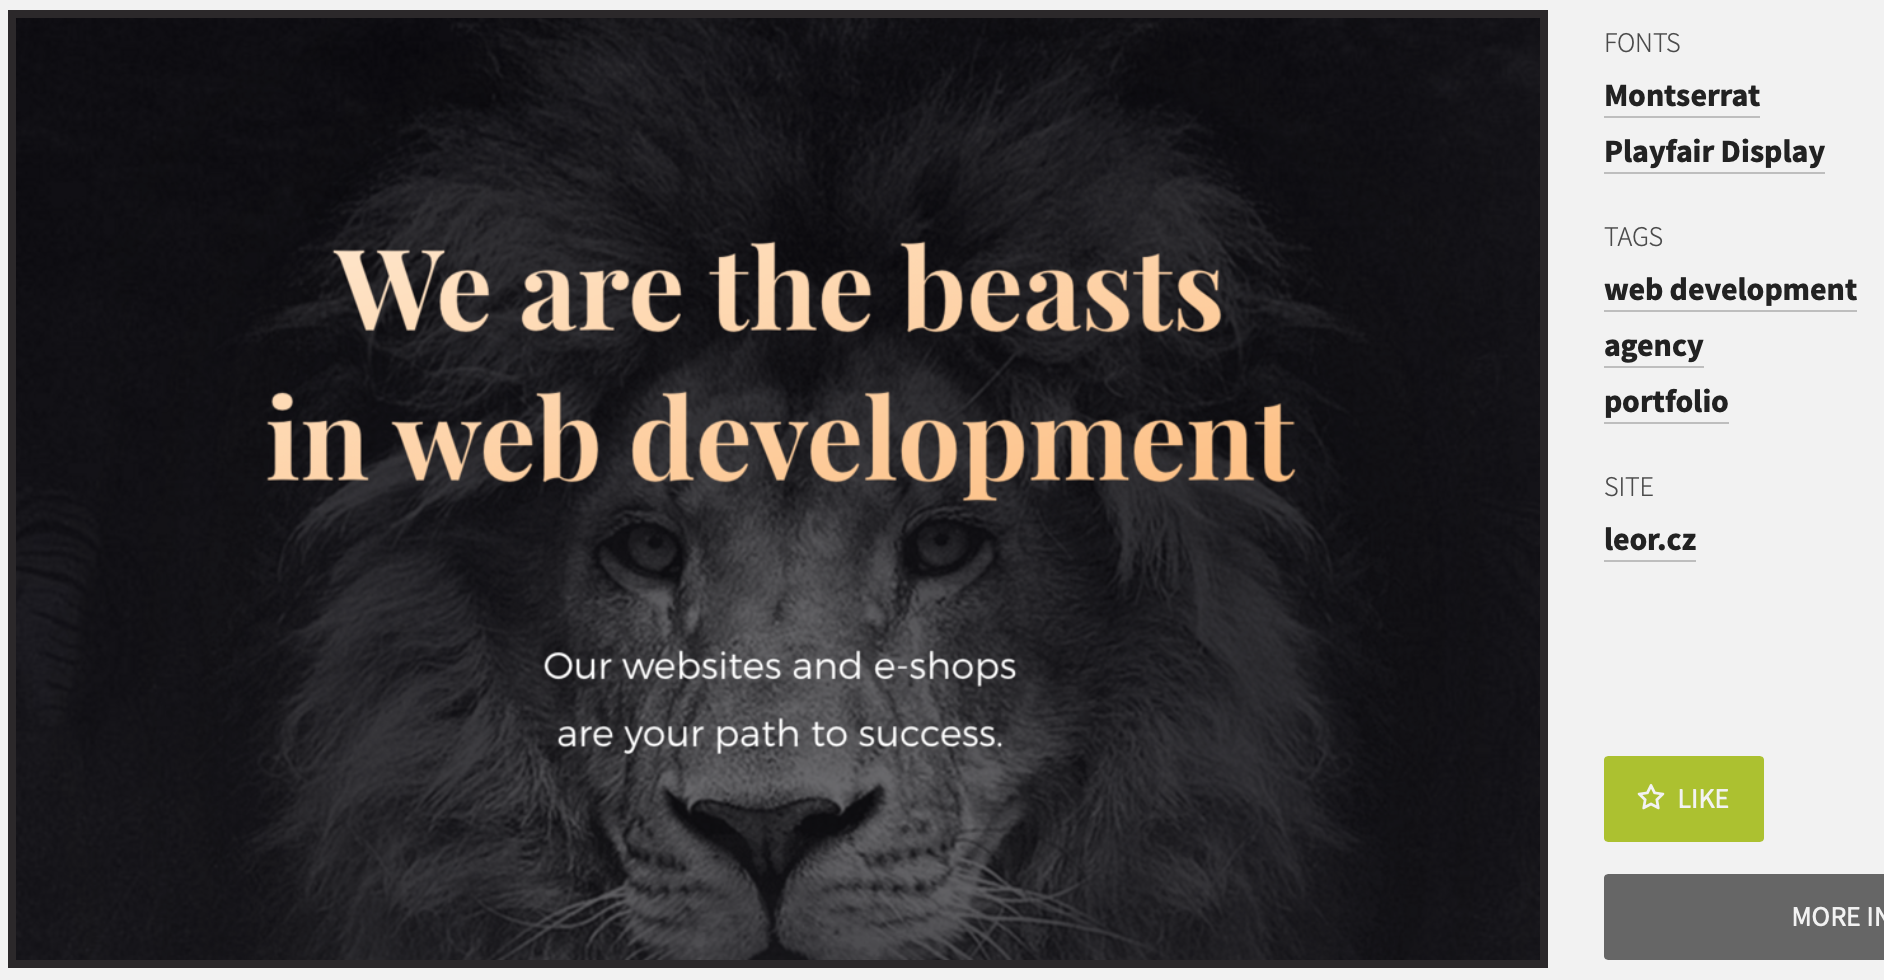 We are the beasts
in web development
Our websites and e-shops
are your path to success.
FONTS
Montserrat
Playfair Display
TAGS
web development
agency
portfolio
SITE
leor.cz
LIKE
MORE